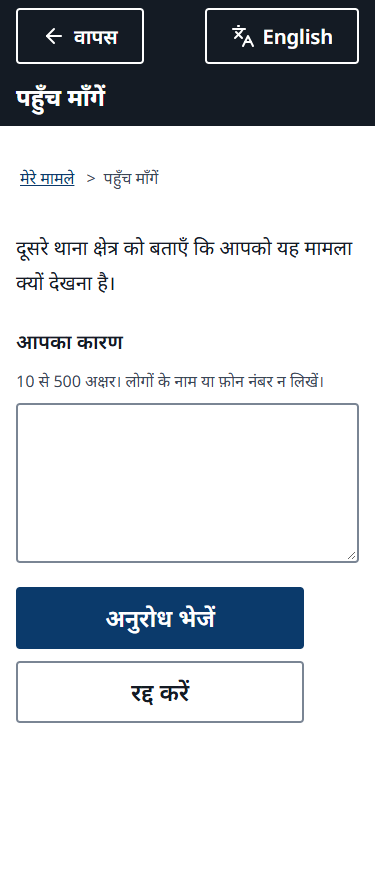 वापस
English
पहुँच माँगें
मेरे मामले > पहुँच माँगें
दूसरे थाना क्षेत्र को बताएँ कि आपको यह मामला
क्यों देखना है।
आपका कारण
10 से 500 अक्षर। लोगों के नाम या फ़ोन नंबर न लिखें।
अनुरोध भेजें
रद्द करें